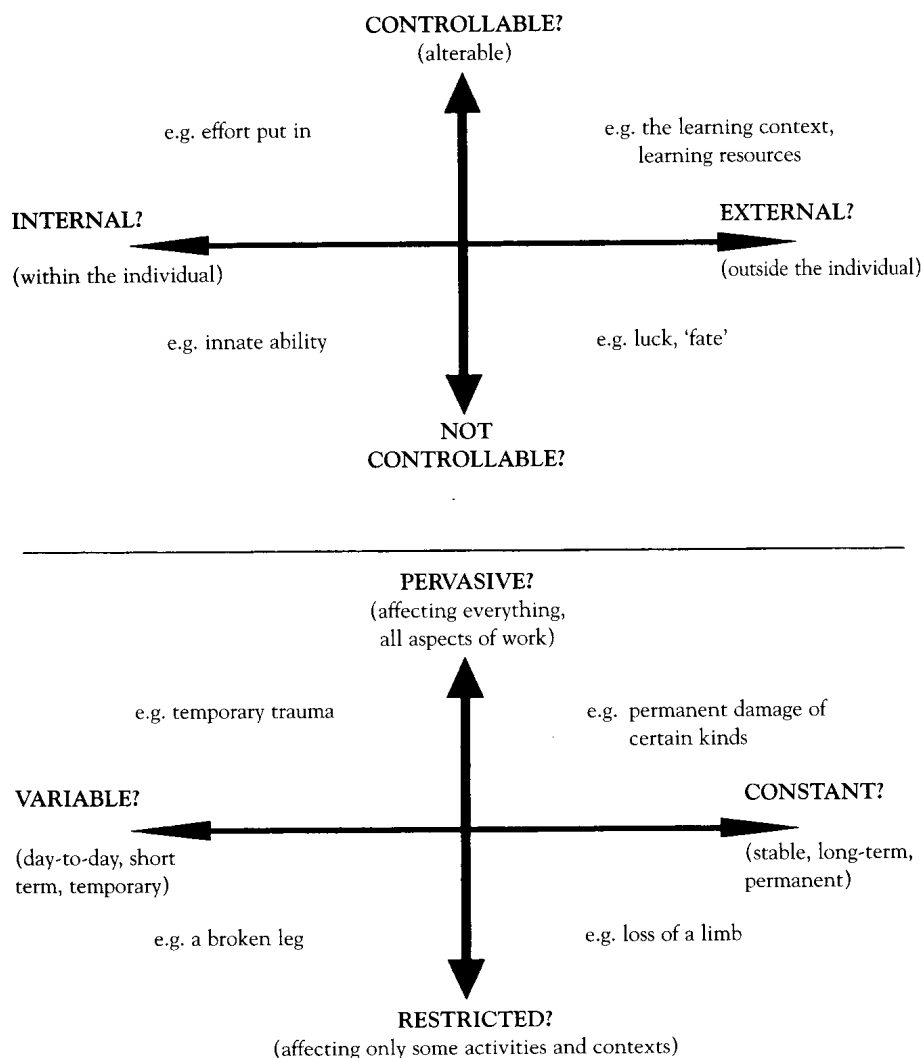 CONTROLLABLE?
(alterable)
e.g. effort put in
e.g. the learning context,
learning resources
INTERNAL?
EXTERNAL?
(within the individual)
(outside the individual)
e.g. innate ability
e.g. luck, ‘fate’
NOT
CONTROLLABLE?
PERVASIVE?
(affecting everything,
all aspects of work)
e.g. temporary trauma
e.g. permanent damage of
certain kinds
VARIABLE?
CONSTANT?
(day-to-day, short
term, temporary)
(stable, long-term,
permanent)
e.g. a broken leg
e.g. loss of a limb
RESTRICTED?
(affecting only some activities and contexts)